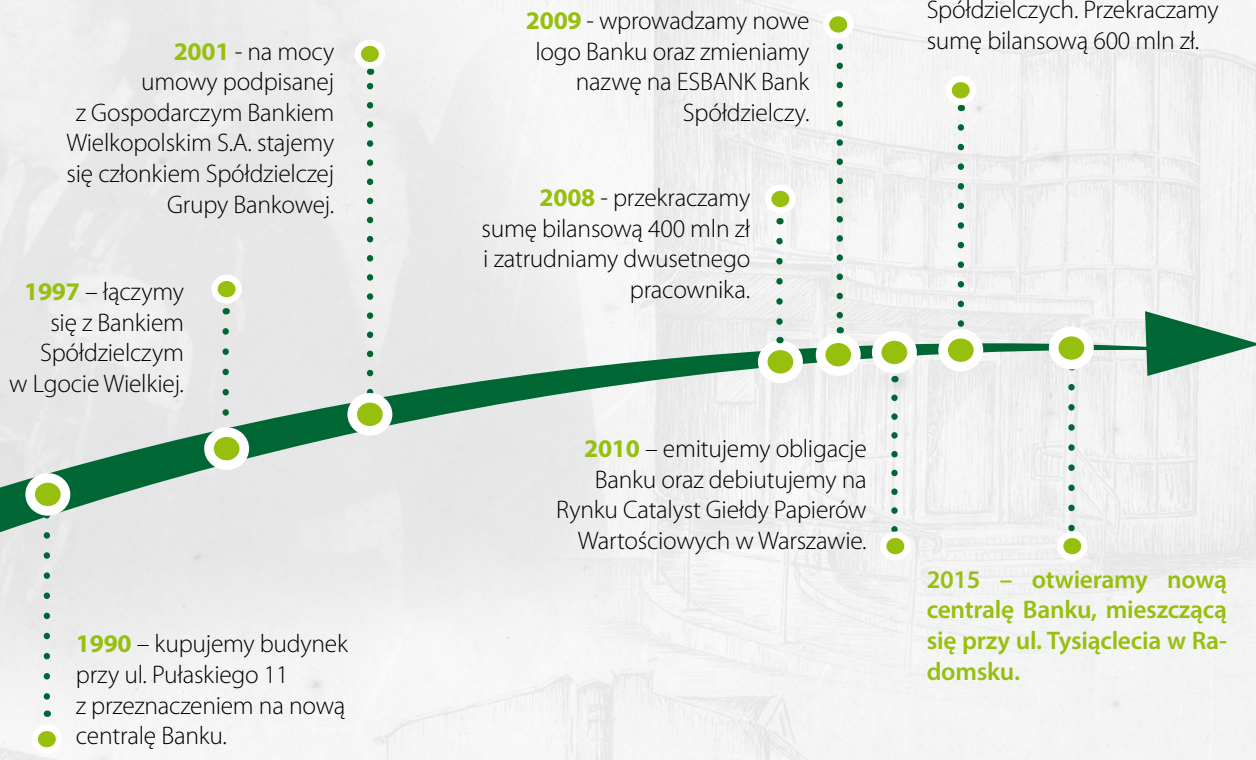 1990 – kupujemy budynek
przy ul. Pułaskiego 11
z przeznaczeniem na nową
centralę Banku.
1997 – łączymy
się z Bankiem
Spółdzielczym
w Lgocie Wielkiej.
2001 - na mocy
umowy podpisanej
z Gospodarczym Bankiem
Wielkopolskim S.A. stajemy
się członkiem Spółdzielczej
Grupy Bankowej.
2008 - przekraczamy
sumę bilansową 400 mln zł
i zatrudniamy dwusetnego
pracownika.
2009 - wprowadzamy nowe
logo Banku oraz zmieniamy
nazwę na ESBANK Bank
Spółdzielczy.
2010 – emitujemy obligacje
Banku oraz debiutujemy na
Rynku Catalyst Giełdy Papierów
Wartościowych w Warszawie.
Spółdzielczych. Przekraczamy
sumę bilansową 600 mln zł.
2015 – otwieramy nową
centralę Banku, mieszczącą
się przy ul. Tysiąclecia w Ra-
domsku.